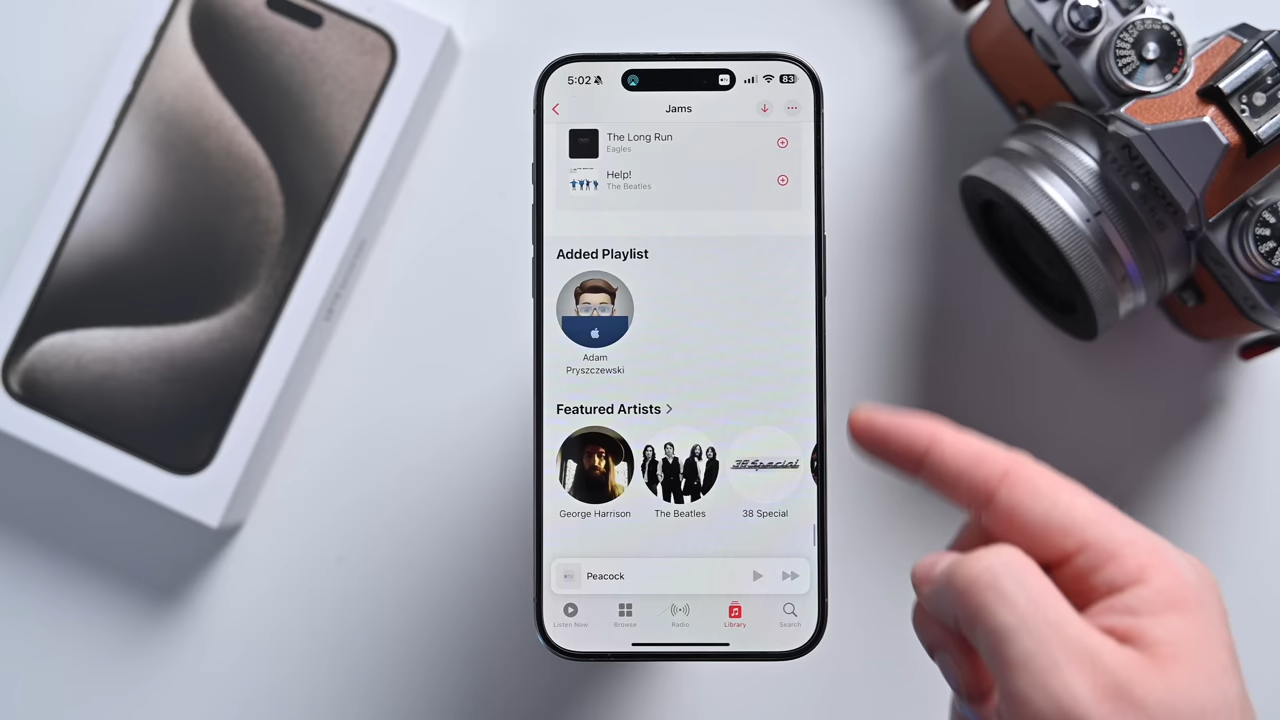 5:02
83
Jams
The Long Run
Eagles
Help!
The Beatles
Added Playlist
Adam
Pryszczewski
Featured Artists
38 Special
George Harrison
The Beatles
38 Special
Peacock
Listen Now
Browse
Radio
Library
Search
Nikon